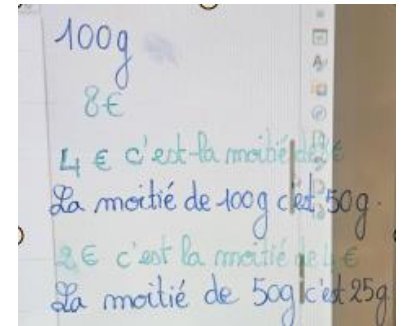 100g
8€
4 € c'est la moitié de 8€
La moitié de 100g c'est 50g.
2€ c'est la moitié de 4€
La moitié de 50g c'est 25g